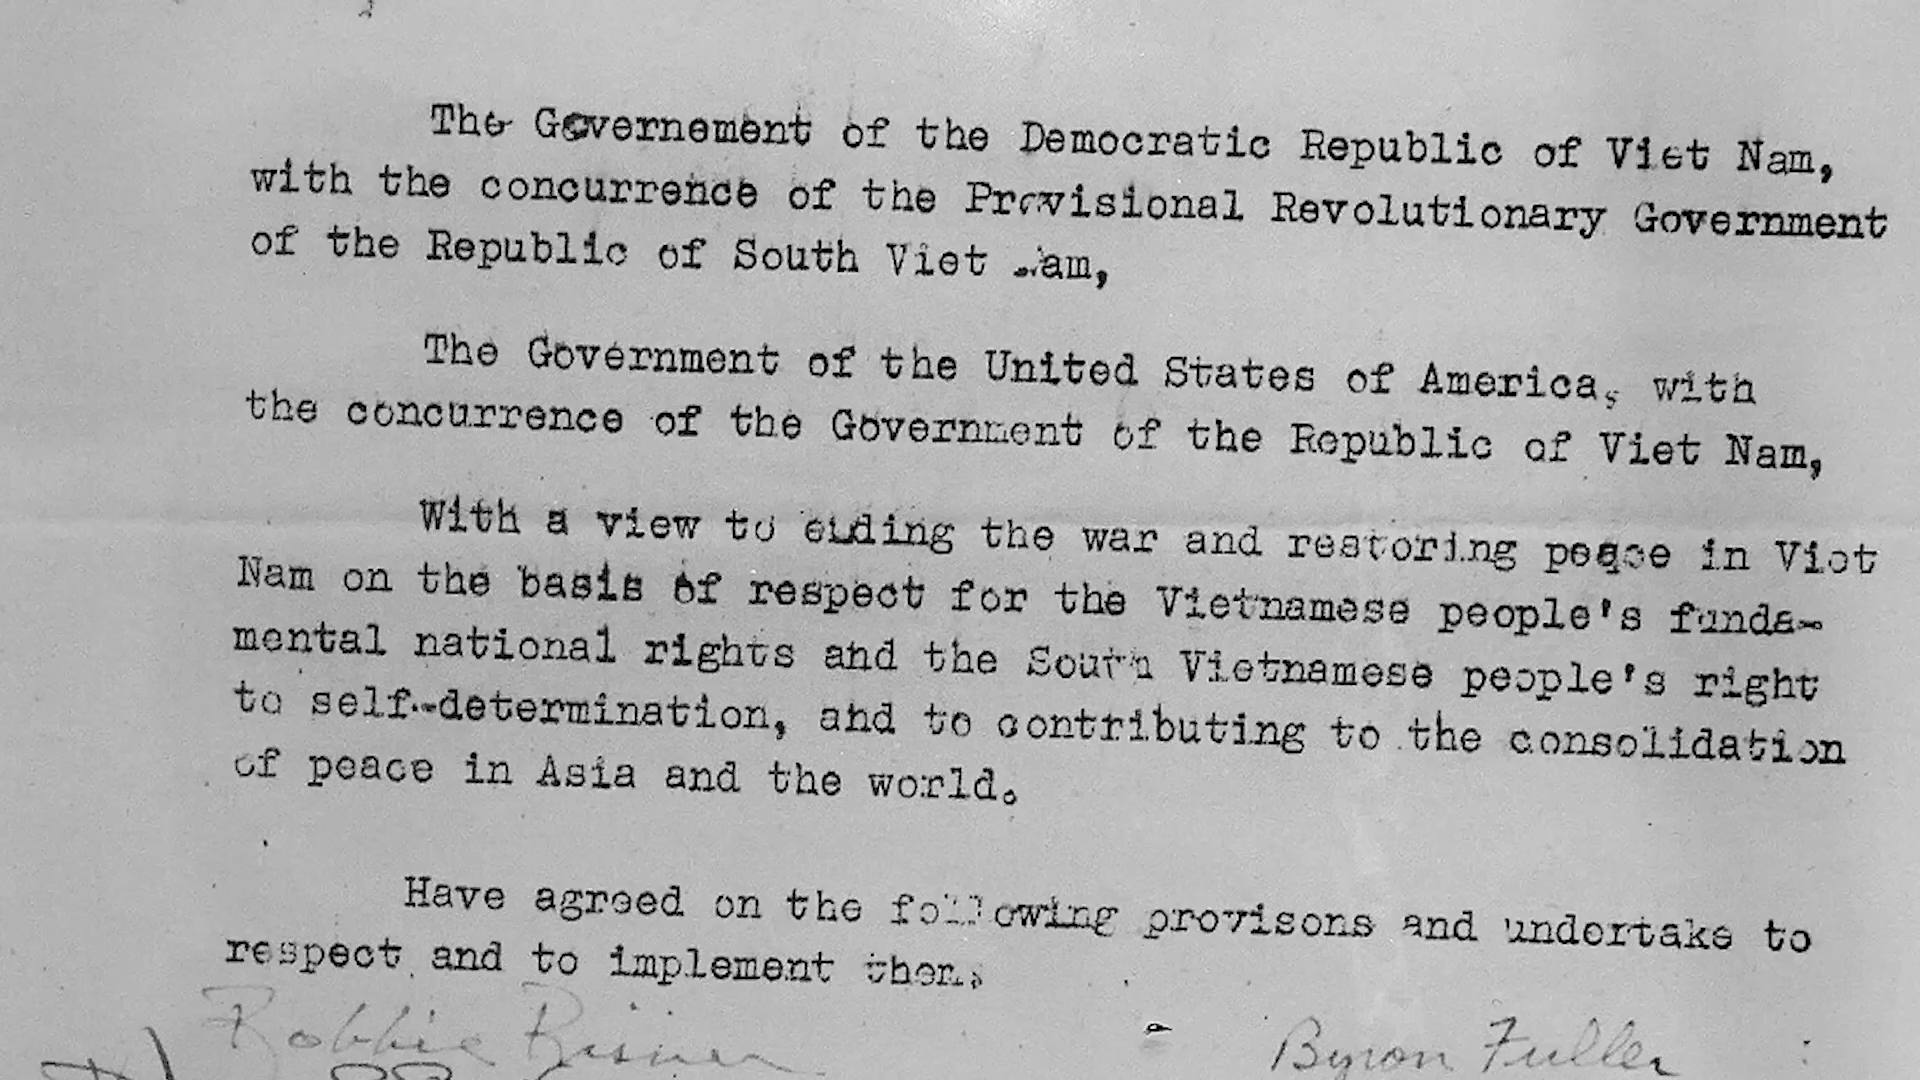 The Governement of the Democratic Republic of Viet Nam,
with the concurrence of the Provisional Revolutionary Government
of the Republic of South Viet Nam,
The Government of the United States of America, with
the concurrence of the Government of the Republic of Viet Nam,
With a view to ending the war and restoring peace in Viet
Nam on the basis of respect for the Vietnamese people's funda-
mental national rights and the South Vietnamese people's right
to self-determination, and to contributing to the consolidation
of peace in Asia and the world.
Have agreed on the following provisons and undertake to
respect and to implement them.
Robbie Risner
Byron Fuller